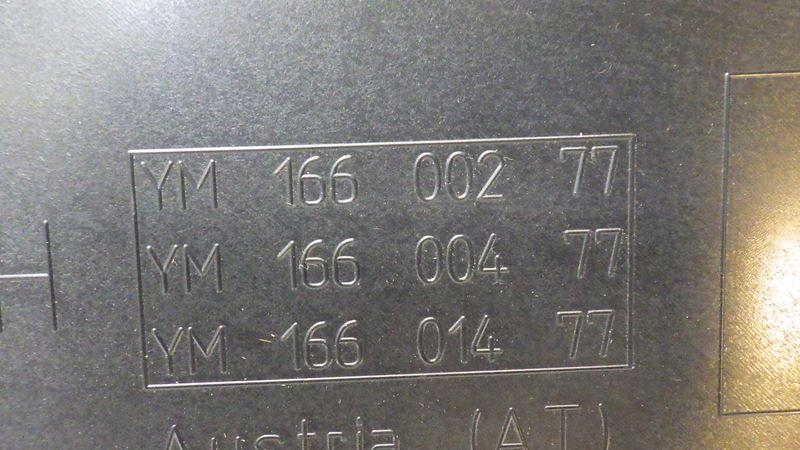 YM 166 002 77
YM 166 004 77
YM 166 014 77
Austria (AT)